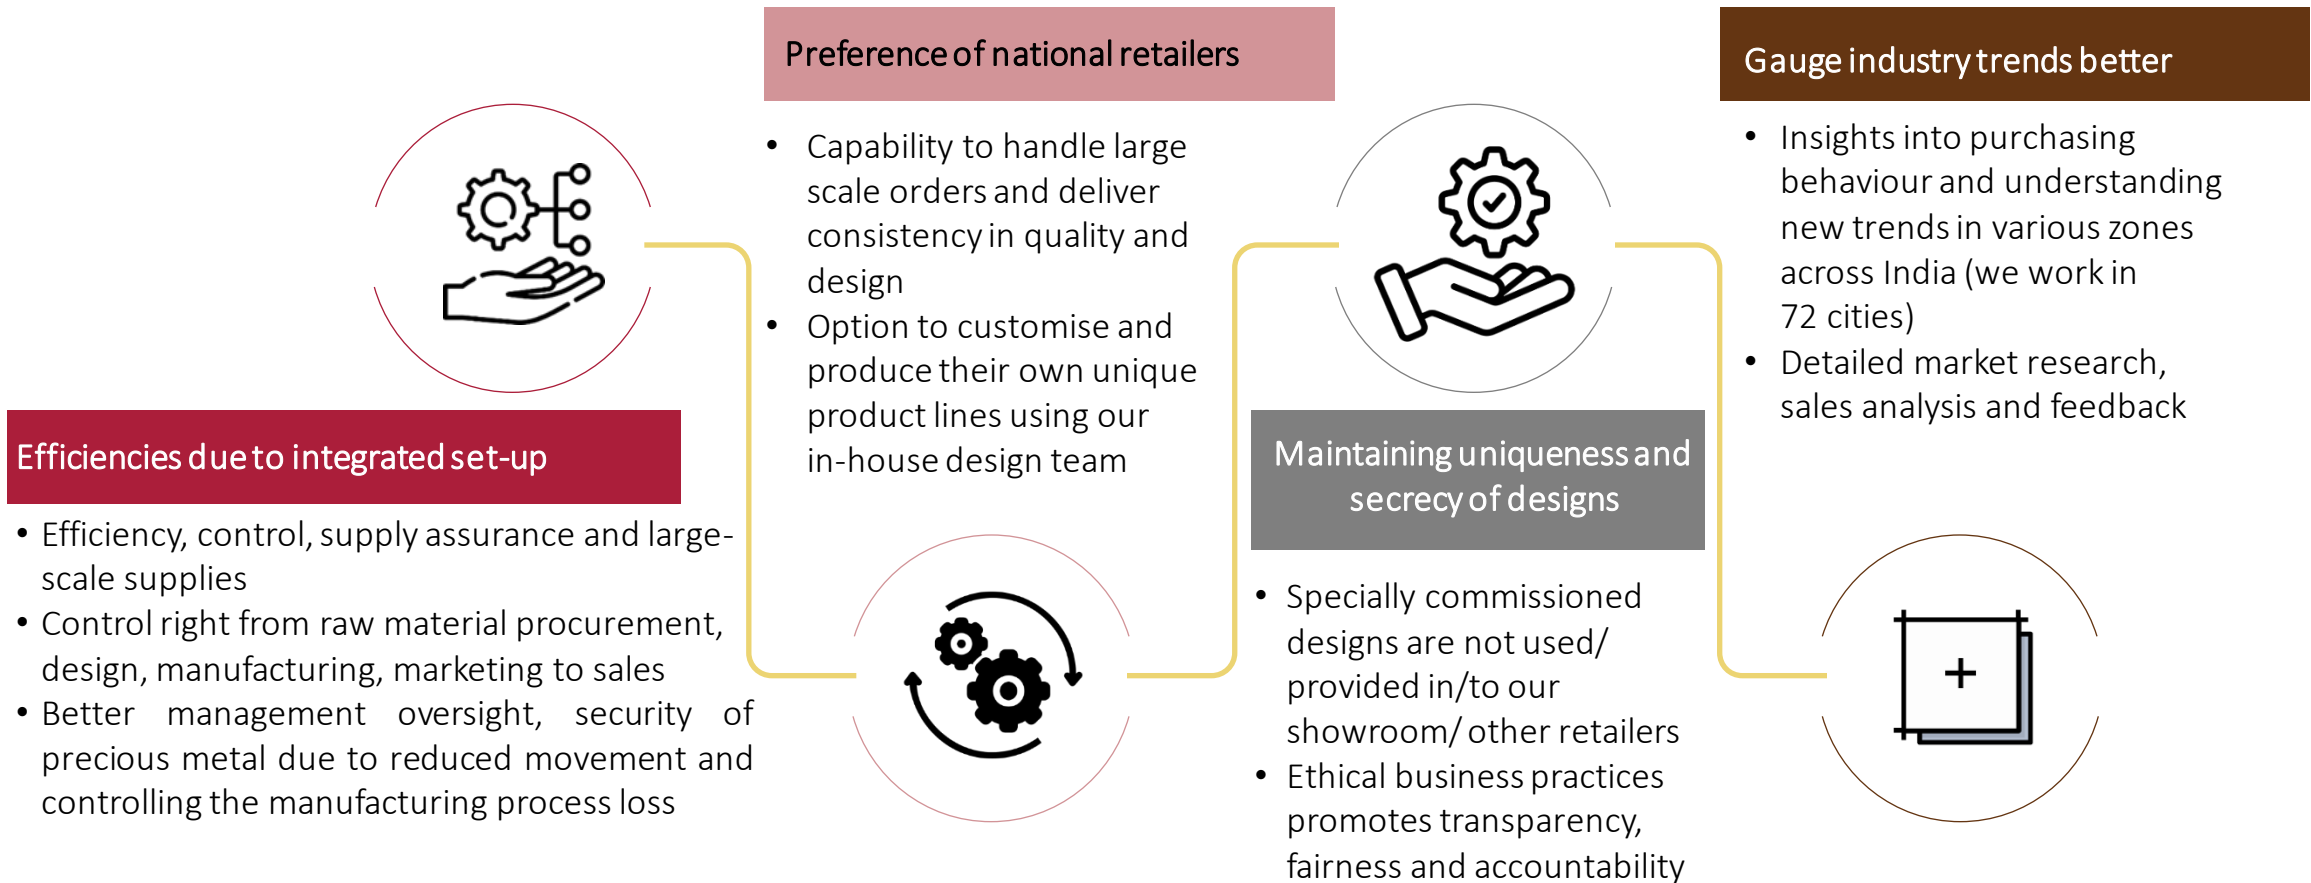 Efficiencies due to integrated set-up
• Efficiency, control, supply assurance and large-
scale supplies
• Control right from raw material procurement,
design, manufacturing, marketing to sales
• Better management oversight, security of
precious metal due to reduced movement and
controlling the manufacturing process loss
Preference of national retailers
• Capability to handle large
scale orders and deliver
consistency in quality and
design
• Option to customise and
produce their own unique
product lines using our
in-house design team
Maintaining uniqueness and
secrecy of designs
• Specially commissioned
designs are not used/
provided in/to our
showroom/ other retailers
• Ethical business practices
promotes transparency,
fairness and accountability
Gauge industry trends better
• Insights into purchasing
behaviour and understanding
new trends in various zones
across India (we work in
72 cities)
• Detailed market research,
sales analysis and feedback